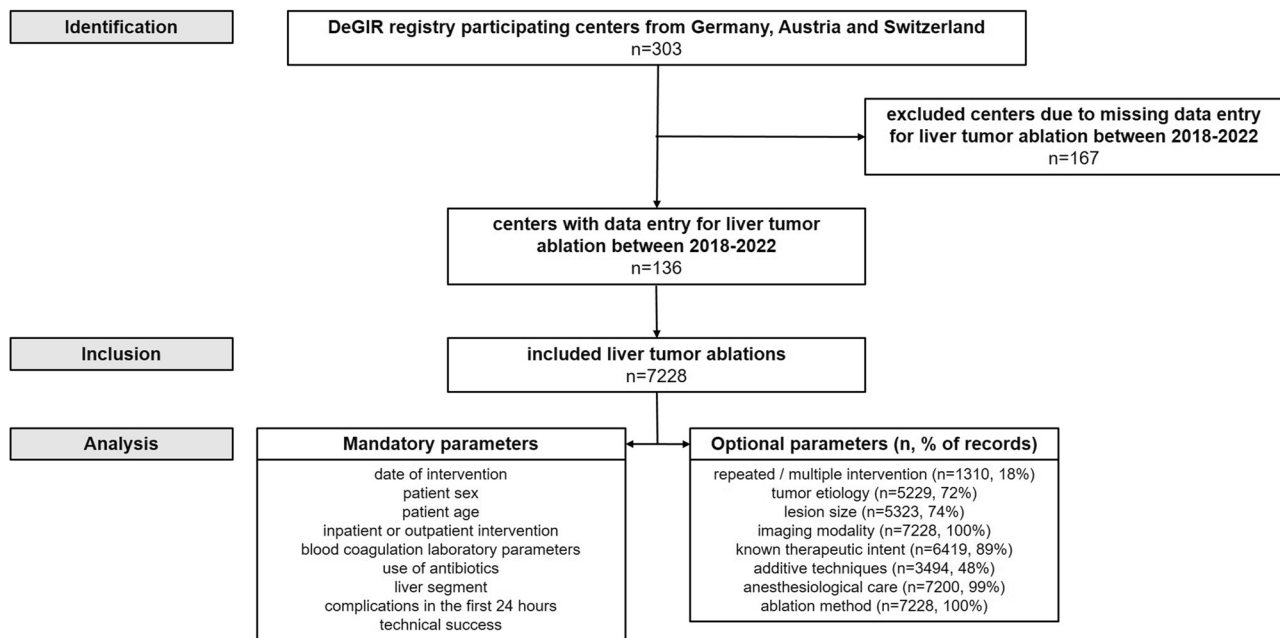 Identification
DeGIR registry participating centers from Germany, Austria and Switzerland
n=303
excluded centers due to missing data entry
for liver tumor ablation between 2018-2022
n=167
centers with data entry for liver tumor
ablation between 2018-2022
n=136
Inclusion
included liver tumor ablations
n=7228
Analysis
Mandatory parameters
date of intervention
patient sex
patient age
inpatient or outpatient intervention
blood coagulation laboratory parameters
use of antibiotics
liver segment
complications in the first 24 hours
technical success
Optional parameters (n, % of records)
repeated / multiple intervention (n=1310, 18%)
tumor etiology (n=5229, 72%)
lesion size (n=5323, 74%)
imaging modality (n=7228, 100%)
known therapeutic intent (n=6419, 89%)
additive techniques (n=3494, 48%)
anesthesiological care (n=7200, 99%)
ablation method (n=7228, 100%)